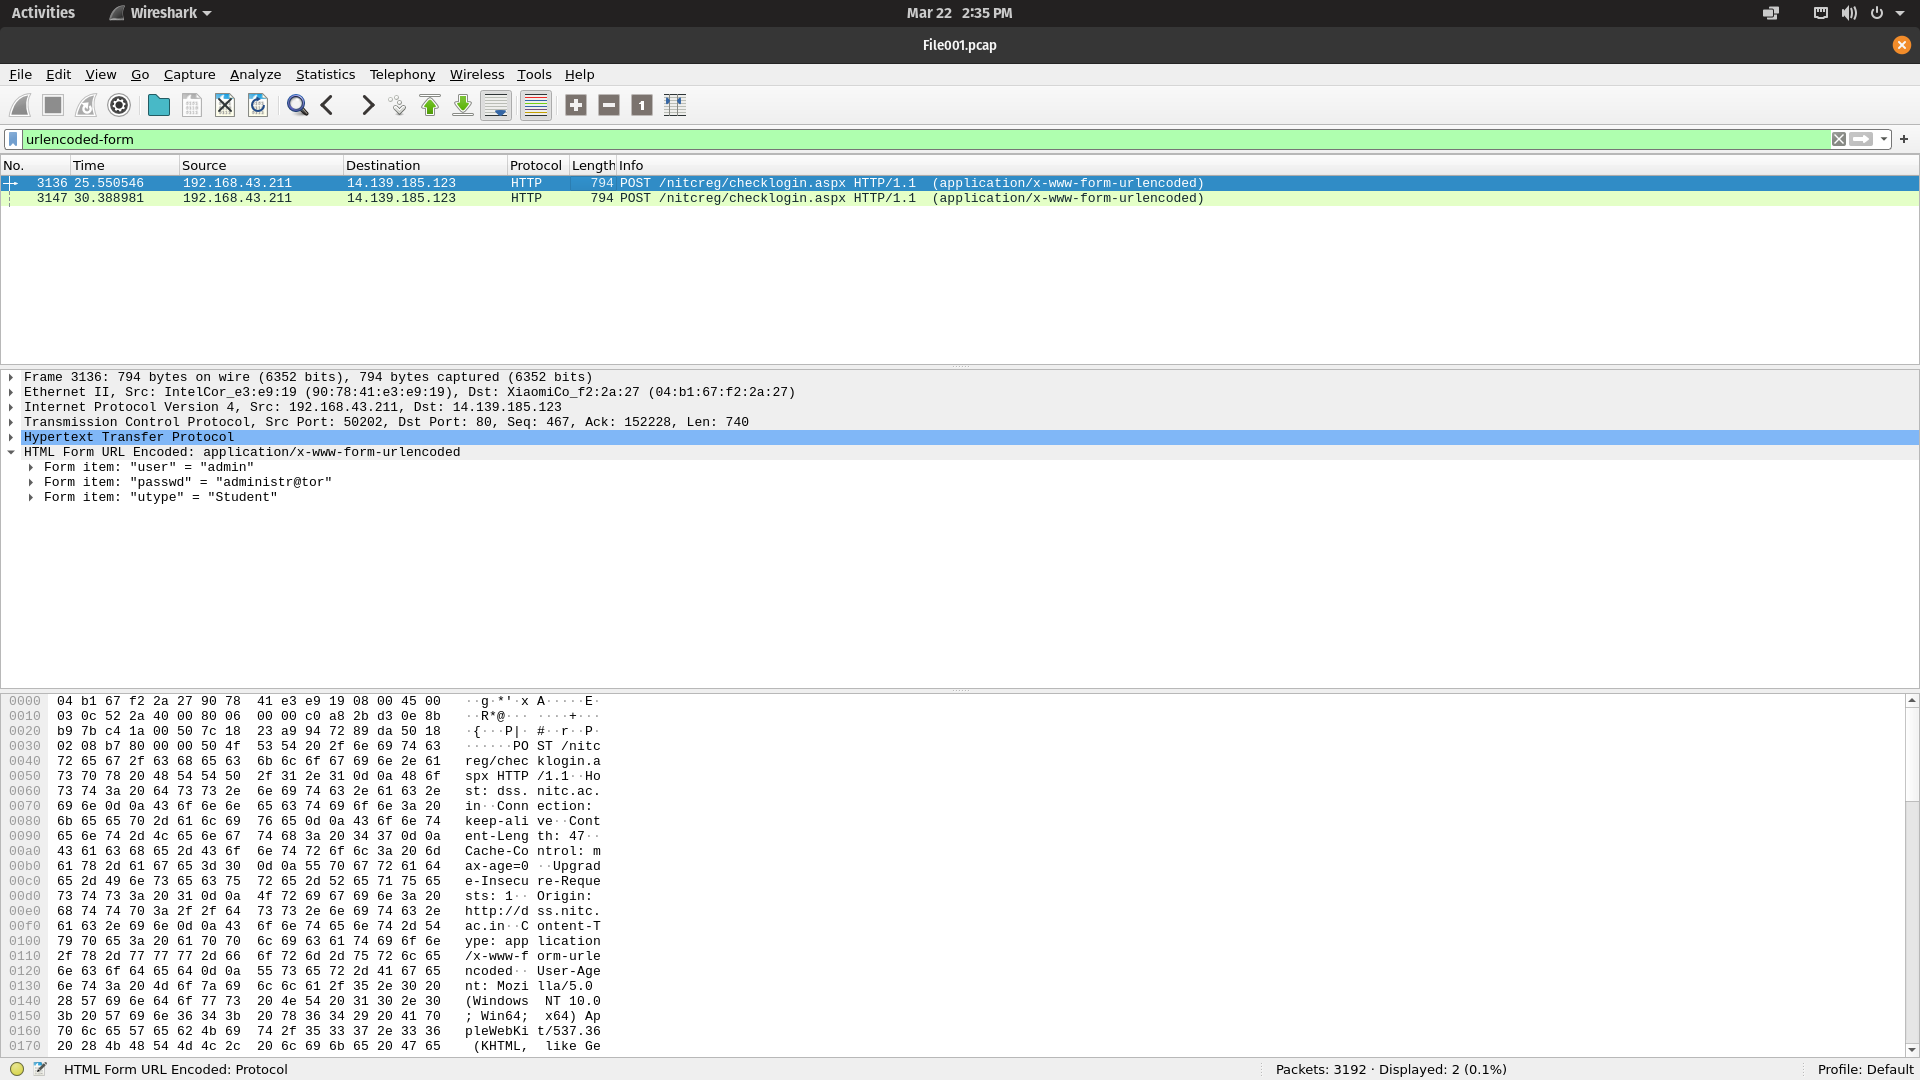 Activities Wireshark Mar 22 2:35 PM
File001.pcap
File Edit View Go Capture Analyze Statistics Telephony Wireless Tools Help
urlencoded-form
No. Time Source Destination Protocol Length Info
3136 25.550546 192.168.43.211 14.139.185.123 HTTP 794 POST /nitcreg/checklogin.aspx HTTP/1.1 (application/x-www-form-urlencoded)
3147 30.388981 192.168.43.211 14.139.185.123 HTTP 794 POST /nitcreg/checklogin.aspx HTTP/1.1 (application/x-www-form-urlencoded)
Frame 3136: 794 bytes on wire (6352 bits), 794 bytes captured (6352 bits)
Ethernet II, Src: IntelCor_e3:e9:19 (90:78:41:e3:e9:19), Dst: XiaomiCo_f2:2a:27 (04:b1:67:f2:2a:27)
Internet Protocol Version 4, Src: 192.168.43.211, Dst: 14.139.185.123
Transmission Control Protocol, Src Port: 50202, Dst Port: 80, Seq: 467, Ack: 152228, Len: 740
Hypertext Transfer Protocol
HTML Form URL Encoded: application/x-www-form-urlencoded
Form item: "user" = "admin"
Form item: "passwd" = "administr@tor"
Form item: "utype" = "Student"
0000 04 b1 67 f2 2a 27 90 78 41 e3 e9 19 08 00 45 00 ··g·*'·x A·····E·
0010 03 0c 52 2a 40 00 80 06 00 00 c0 a8 2b d3 0e 8b ··R*@··· ····+···
0020 b9 7b c4 1a 00 50 7c 18 23 a9 94 72 89 da 50 18 ·{···P|· #··r··P·
0030 02 08 b7 80 00 00 50 4f 53 54 20 2f 6e 69 74 63 ······PO ST /nitc
0040 72 65 67 2f 63 68 65 63 6b 6c 6f 67 69 6e 2e 61 reg/chec klogin.a
0050 73 70 78 20 48 54 54 50 2f 31 2e 31 0d 0a 48 6f spx HTTP /1.1··Ho
0060 73 74 3a 20 64 73 73 2e 6e 69 74 63 2e 61 63 2e st: dss. nitc.ac.
0070 69 6e 0d 0a 43 6f 6e 6e 65 63 74 69 6f 6e 3a 20 in··Conn ection:
0080 6b 65 65 70 2d 61 6c 69 76 65 0d 0a 43 6f 6e 74 keep-ali ve··Cont
0090 65 6e 74 2d 4c 65 6e 67 74 68 3a 20 34 37 0d 0a ent-Leng th: 47··
00a0 43 61 63 68 65 2d 43 6f 6e 74 72 6f 6c 3a 20 6d Cache-Co ntrol: m
00b0 61 78 2d 61 67 65 3d 30 0d 0a 55 70 67 72 61 64 ax-age=0 ··Upgrad
00c0 65 2d 49 6e 73 65 63 75 72 65 2d 52 65 71 75 65 e-Insecu re-Reque
00d0 73 74 73 3a 20 31 0d 0a 4f 72 69 67 69 6e 3a 20 sts: 1·· Origin:
00e0 68 74 74 70 3a 2f 2f 64 73 73 2e 6e 69 74 63 2e http://d ss.nitc.
00f0 61 63 2e 69 6e 0d 0a 43 6f 6e 74 65 6e 74 2d 54 ac.in··C ontent-T
0100 79 70 65 3a 20 61 70 70 6c 69 63 61 74 69 6f 6e ype: app lication
0110 2f 78 2d 77 77 77 2d 66 6f 72 6d 2d 75 72 6c 65 /x-www-f orm-urle
0120 6e 63 6f 64 65 64 0d 0a 55 73 65 72 2d 41 67 65 ncoded·· User-Age
0130 6e 74 3a 20 4d 6f 7a 69 6c 6c 61 2f 35 2e 30 20 nt: Mozi lla/5.0
0140 28 57 69 6e 64 6f 77 73 20 4e 54 20 31 30 2e 30 (Windows NT 10.0
0150 3b 20 57 69 6e 36 34 3b 20 78 36 34 29 20 41 70 ; Win64; x64) Ap
0160 70 6c 65 57 65 62 4b 69 74 2f 35 33 37 2e 33 36 pleWebKi t/537.36
0170 20 28 4b 48 54 4d 4c 2c 20 6c 69 6b 65 20 47 65 (KHTML, like Ge
HTML Form URL Encoded: Protocol Packets: 3192 · Displayed: 2 (0.1%) Profile: Default